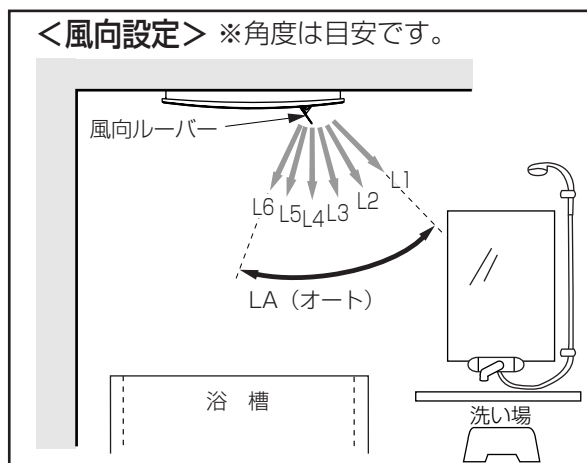 ＜風向設定＞ ※角度は目安です。
風向ルーバー
L6 L5 L4 L3 L2 L1
LA（オート）
浴 槽
洗い場